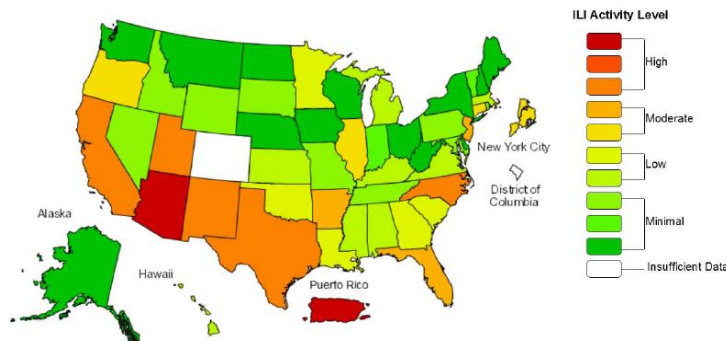 ILI Activity Level
High
Moderate
Low
Minimal
Insufficient Data
New York City
District of
Columbia
Alaska
Hawaii
Puerto Rico